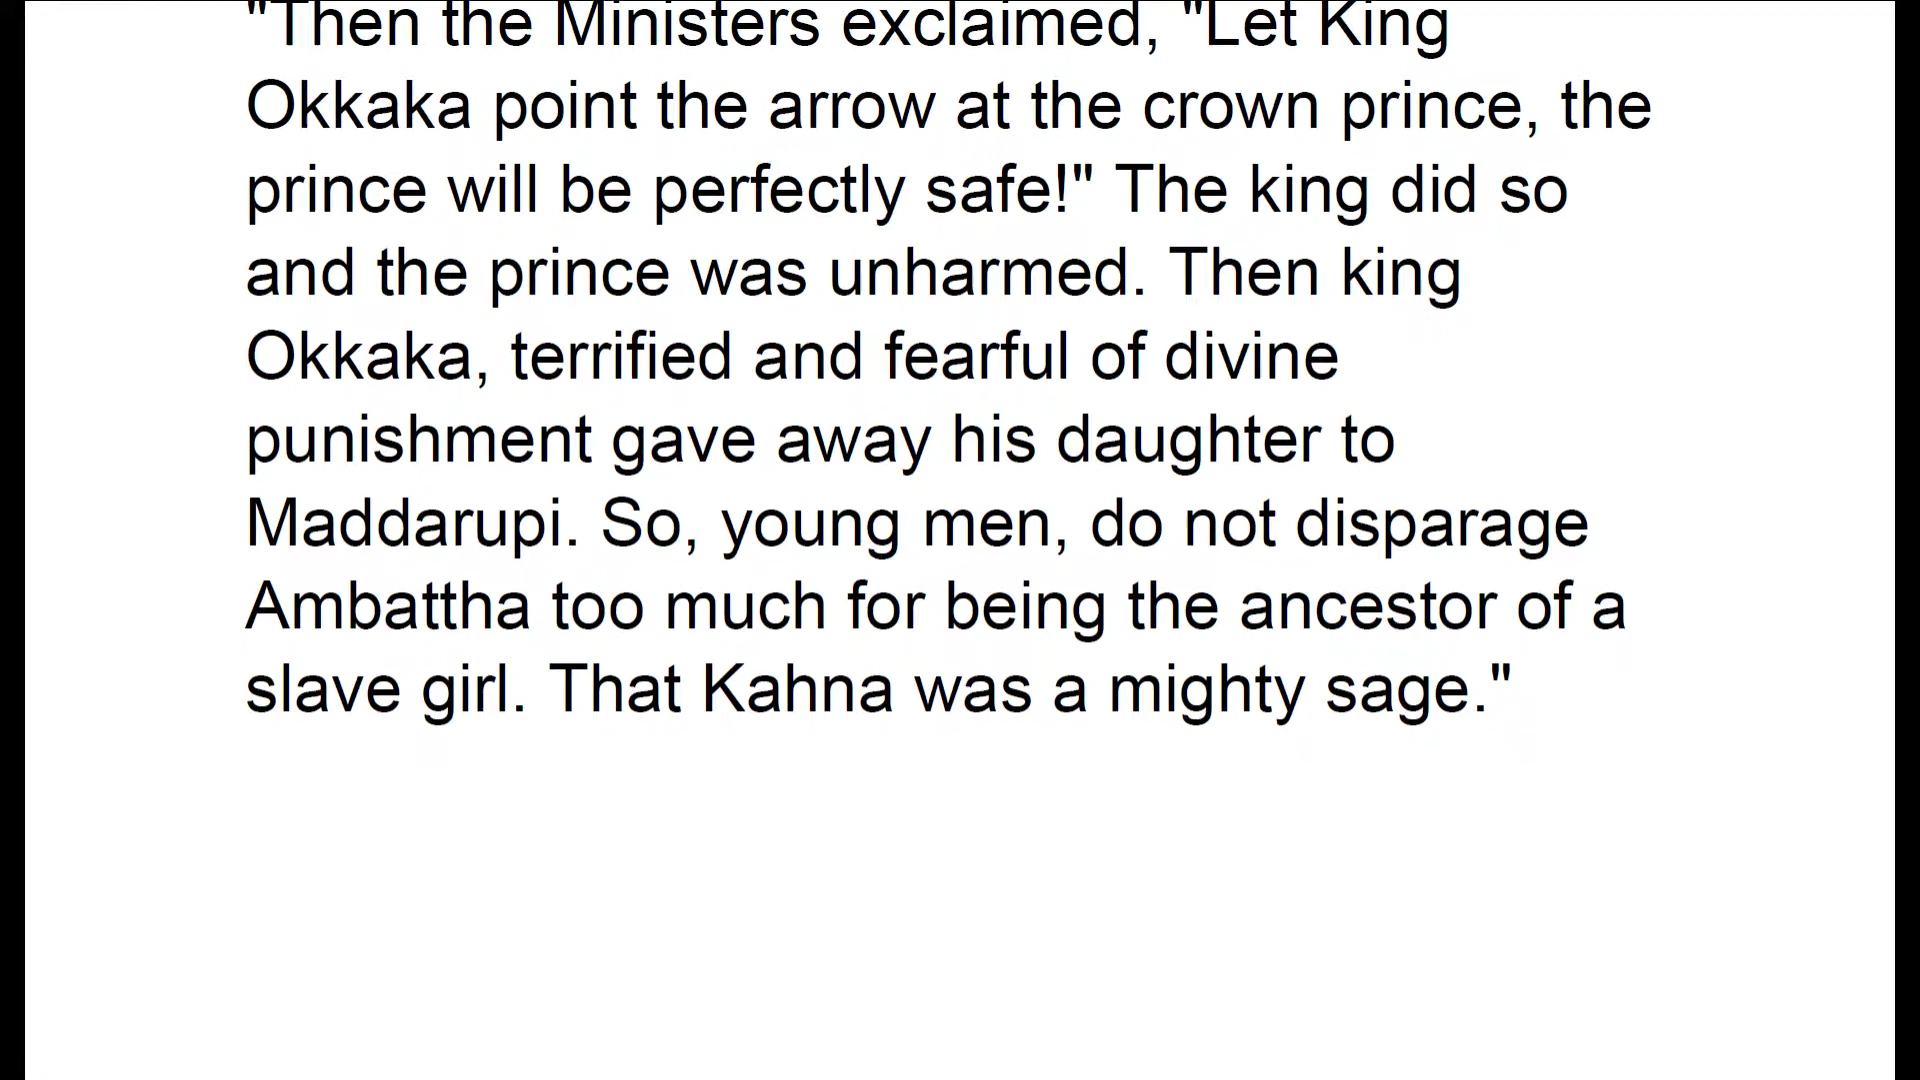 "Then the Ministers exclaimed, "Let King
Okkaka point the arrow at the crown prince, the
prince will be perfectly safe!" The king did so
and the prince was unharmed. Then king
Okkaka, terrified and fearful of divine
punishment gave away his daughter to
Maddarupi. So, young men, do not disparage
Ambattha too much for being the ancestor of a
slave girl. That Kahna was a mighty sage."